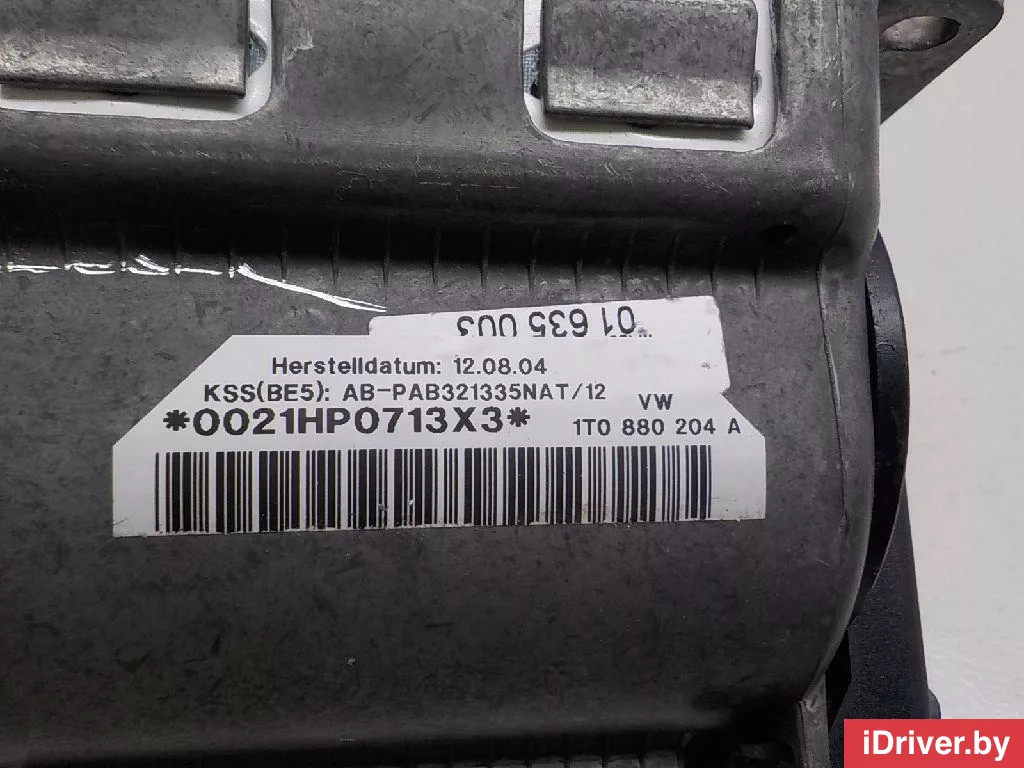 01 635 003
Herstelldatum: 12.08.04
KSS(BE5): AB-PAB321335NAT/12
VW
*0021HP0713X3*
1T0 880 204 A
iDriver.by